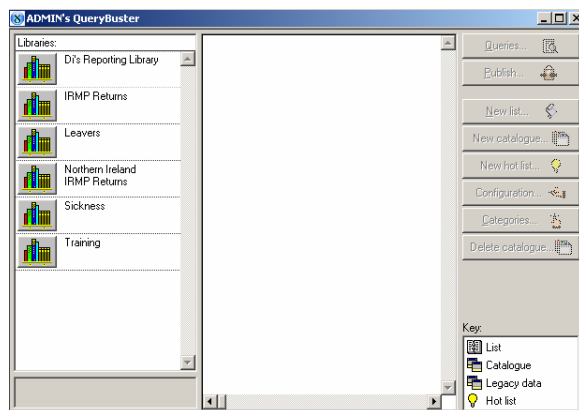 ADMIN's QueryBuster
Libraries:
Di's Reporting Library
IRMP Returns
Leavers
Northern Ireland
IRMP Returns
Sickness
Training
Queries...
Publish...
New list...
New catalogue...
New hot list...
Configuration...
Categories...
Delete catalogue...
Key:
List
Catalogue
Legacy data
Hot list